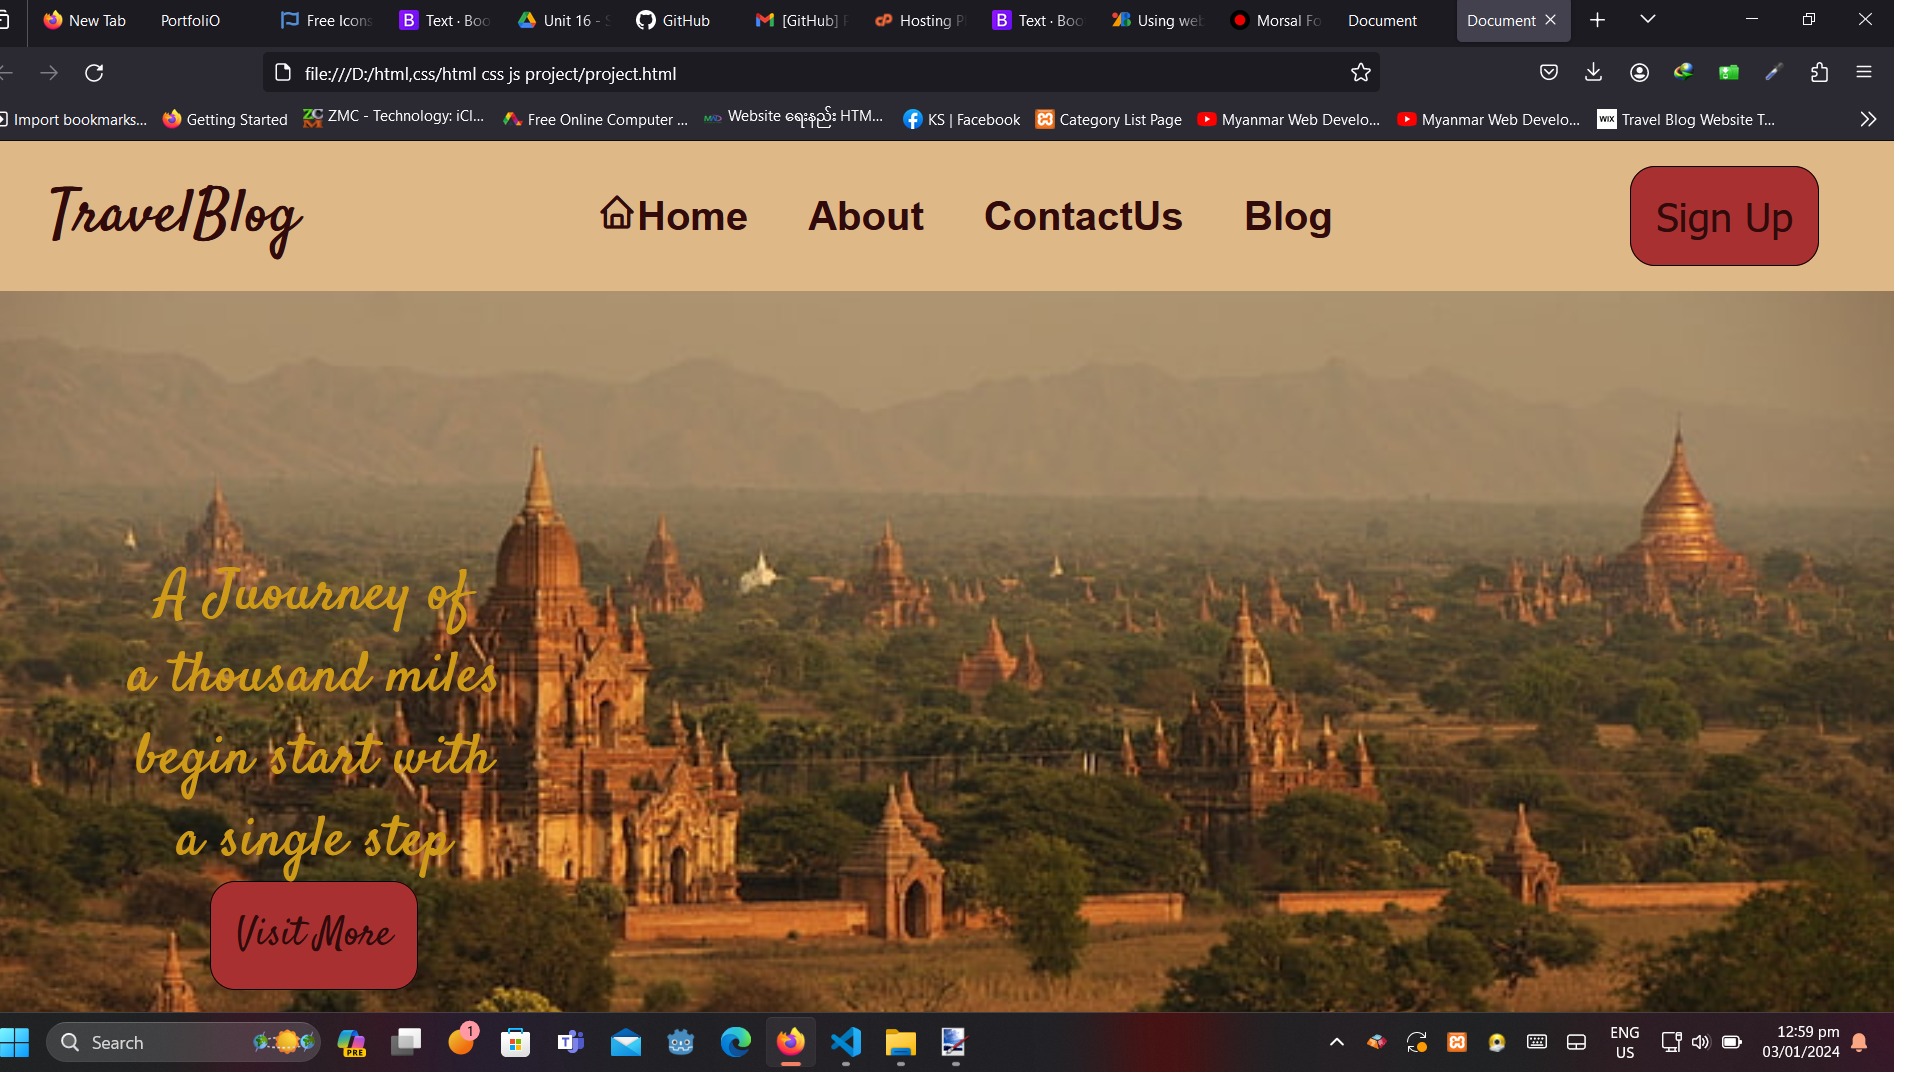 New Tab
PortfoliO
Free Icons
Text · Boo
Unit 16 - S
GitHub
[GitHub] P
Hosting P
Text · Boo
Using web
Morsal Fo
Document
Document
file:///D:/html,css/html css js project/project.html
Import bookmarks...
Getting Started
ZMC - Technology: iCl...
Free Online Computer ...
Website ရေးနည်း HTM...
KS | Facebook
Category List Page
Myanmar Web Develo...
Myanmar Web Develo...
WIX
Travel Blog Website T...
TravelBlog
Home
About
ContactUs
Blog
Sign Up
A Juourney of
a thousand miles
begin start with
a single step
Visit More
Search
PRE
1
ENG
US
12:59 pm
03/01/2024